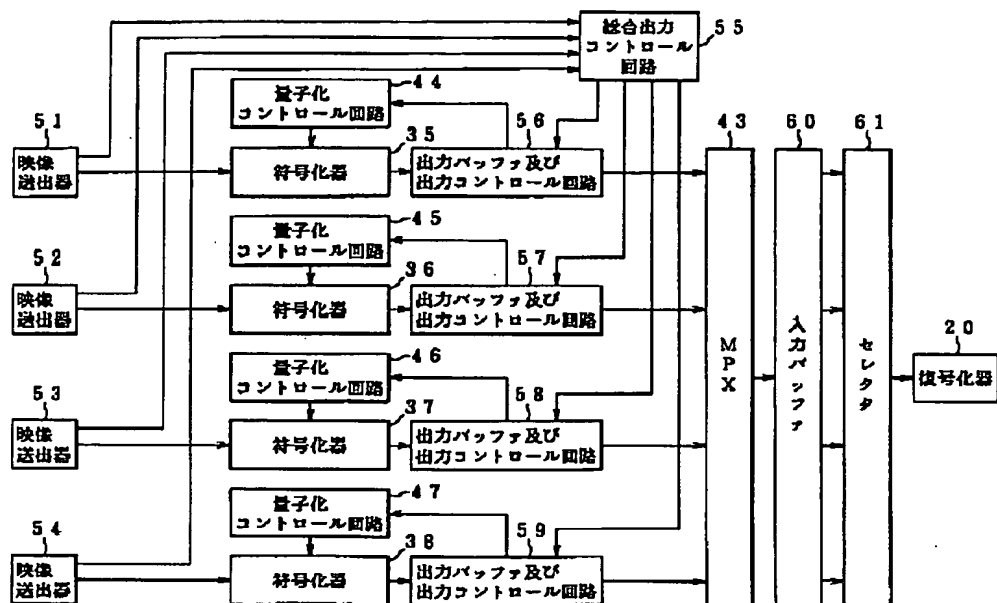 総合出力
コントロール
回路
55
量子化
コントロール回路
44
51
映像
送出器
35
符号化器
56
出力バッファ及び
出力コントロール回路
43
60
61
量子化
コントロール回路
45
52
映像
送出器
36
符号化器
57
出力バッファ及び
出力コントロール回路
MPX
入力バッファ
セレクタ
20
復号化器
量子化
コントロール回路
46
53
映像
送出器
37
符号化器
58
出力バッファ及び
出力コントロール回路
量子化
コントロール回路
47
54
映像
送出器
38
符号化器
59
出力バッファ及び
出力コントロール回路